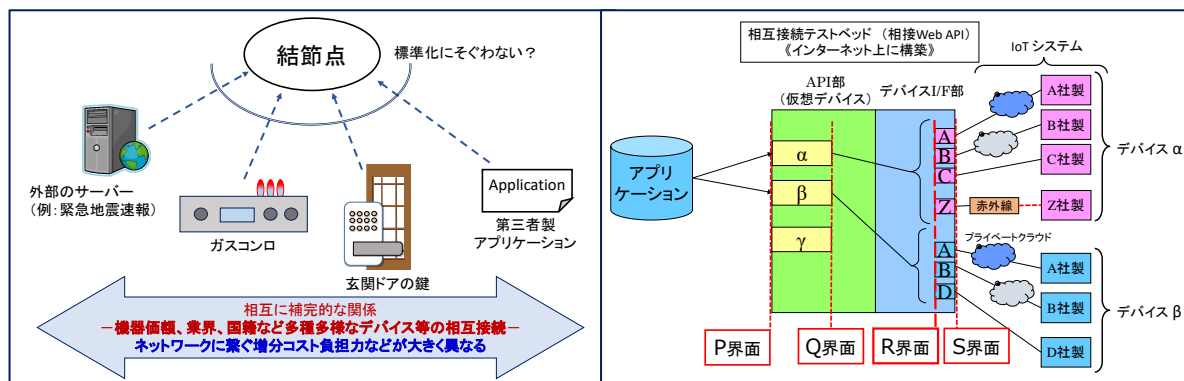 結節点
標準化にそぐわない？
外部のサーバー
（例：緊急地震速報）
ガスコンロ
玄関ドアの鍵
Application
第三者製
アプリケーション
相互に補完的な関係
－機器価額、業界、国籍など多種多様なデバイス等の相互接続－
ネットワークに繋ぐ増分コスト負担力などが大きく異なる
相互接続テストベッド （相接Web API）
《インターネット上に構築》
IoT システム
API部
（仮想デバイス）
デバイスI/F部
アプリ
ケーション
α
β
γ
A
B
C
Z
A
B
D
赤外線
プライベートクラウド
A社製
B社製
C社製
Z社製
デバイス α
A社製
B社製
D社製
デバイス β
P界面
Q界面
R界面
S界面